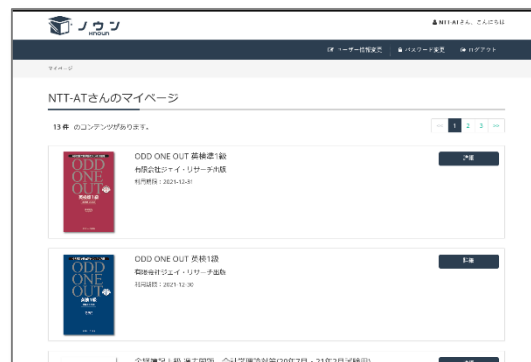 ノウン
KNOUN
NTT-ATさん、こんにちは
ユーザー情報変更 パスワード変更 ログアウト
マイページ
NTT-ATさんのマイページ
13件 のコンテンツがあります。
1 2 3
ODD ONE OUT 英検準1級
有限会社ジェイ・リサーチ出版
利用期限：2021-12-31
詳細
ODD
ONE
OUT
ODD ONE OUT 英検1級
有限会社ジェイ・リサーチ出版
利用期限：2021-12-30
詳細
ODD
ONE
OUT
英検1級